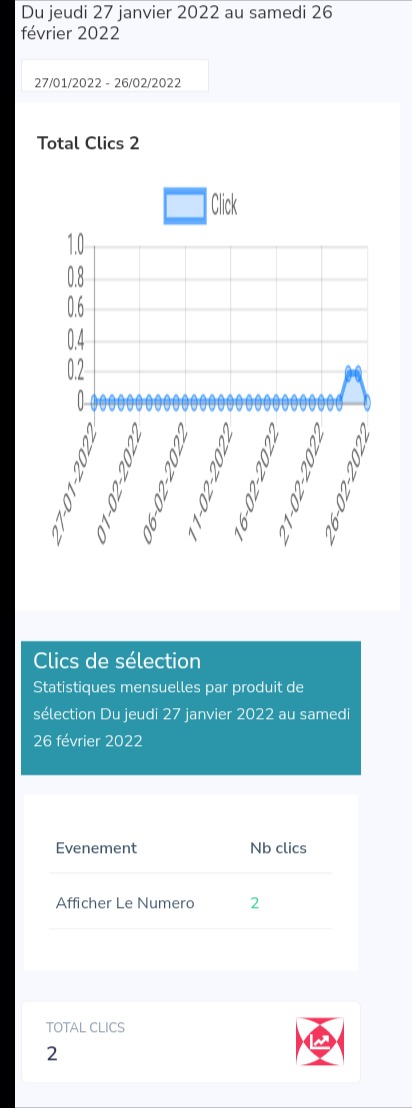 Du jeudi 27 janvier 2022 au samedi 26
février 2022
27/01/2022 - 26/02/2022
Total Clics 2
Click
1.0
0.8
0.6
0.4
0.2
0
27-01-2022
01-02-2022
06-02-2022
11-02-2022
16-02-2022
21-02-2022
26-02-2022
Clics de sélection
Statistiques mensuelles par produit de
sélection Du jeudi 27 janvier 2022 au samedi
26 février 2022
Evenement Nb clics
Afficher Le Numero 2
TOTAL CLICS
2